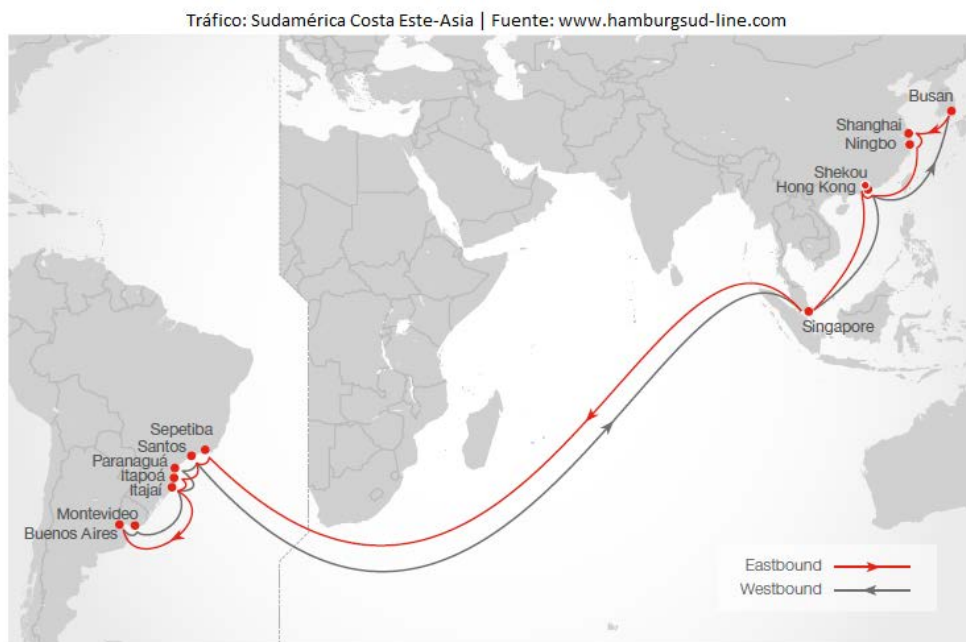 Tráfico: Sudamérica Costa Este-Asia | Fuente: www.hamburgsud-line.com
Busan
Shanghai
Ningbo
Shekou
Hong Kong
Singapore
Sepetiba
Santos
Paranaguá
Itapoá
Itajaí
Montevideo
Buenos Aires
Eastbound
Westbound